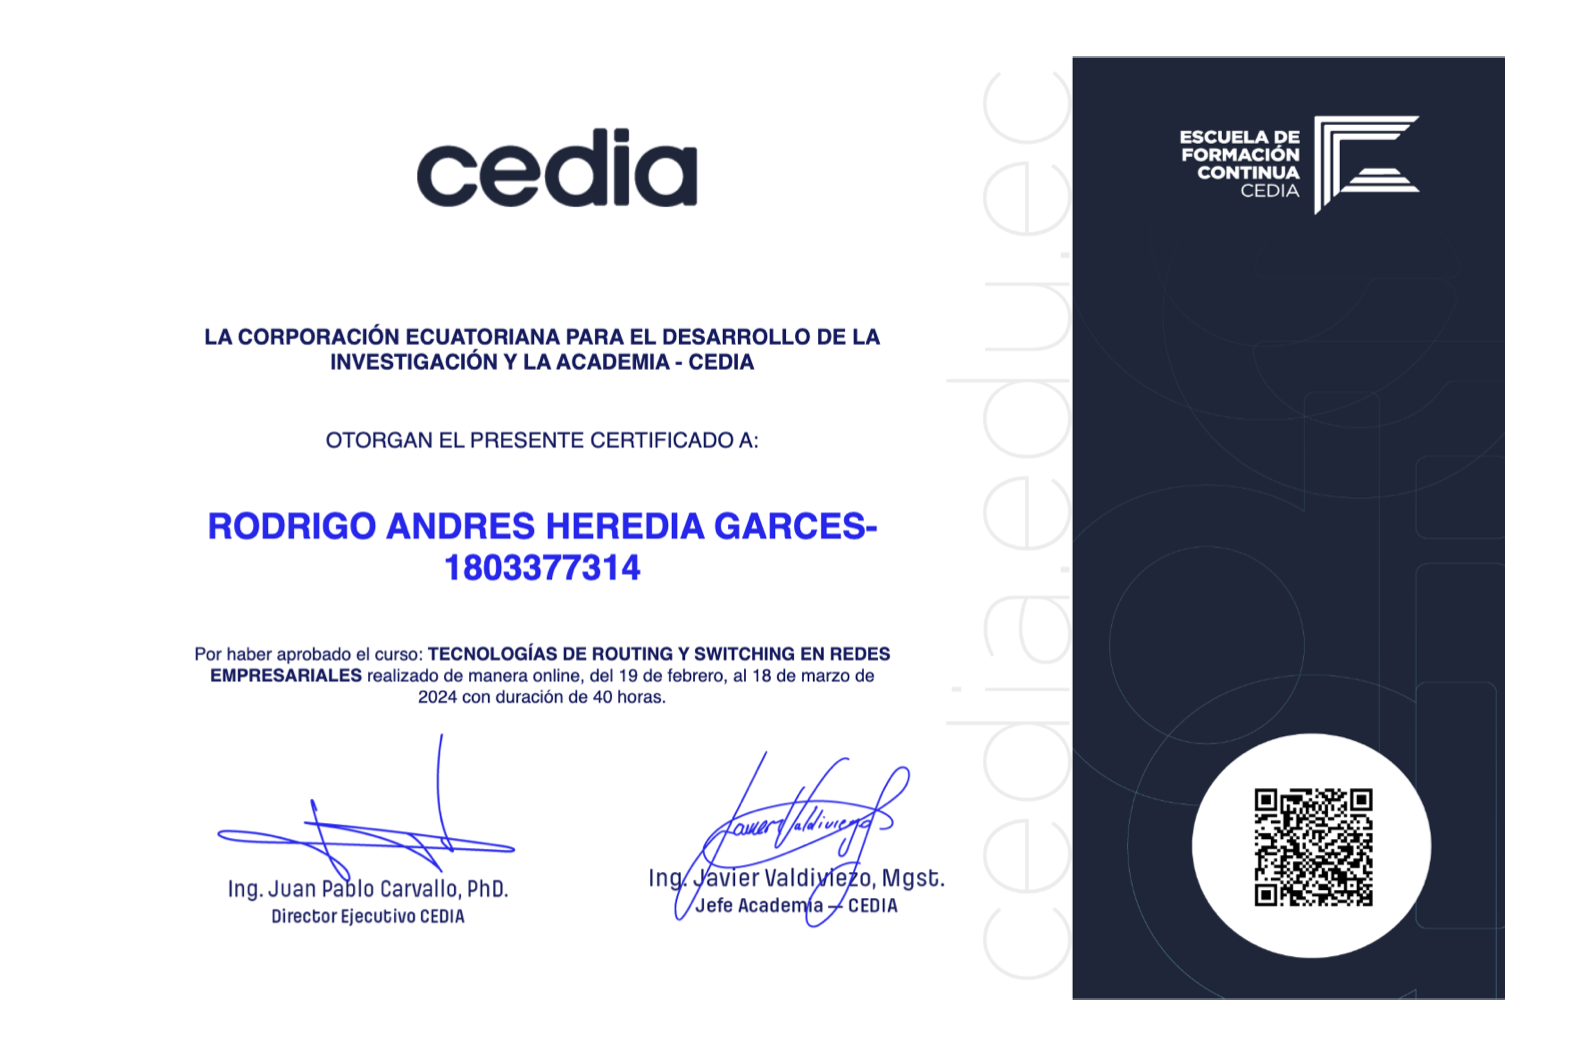 cedia
LA CORPORACIÓN ECUATORIANA PARA EL DESARROLLO DE LA
INVESTIGACIÓN Y LA ACADEMIA - CEDIA
OTORGAN EL PRESENTE CERTIFICADO A:
RODRIGO ANDRES HEREDIA GARCES-
1803377314
Por haber aprobado el curso: TECNOLOGÍAS DE ROUTING Y SWITCHING EN REDES
EMPRESARIALES realizado de manera online, del 19 de febrero, al 18 de marzo de
2024 con duración de 40 horas.
Javier Valdiviezo
Ing. Juan Pablo Carvallo, PhD.
Director Ejecutivo CEDIA
Ing. Javier Valdiviezo, Mgst.
Jefe Academia – CEDIA
cedia.edu.ec
ESCUELA DE
FORMACIÓN
CONTINUA
CEDIA